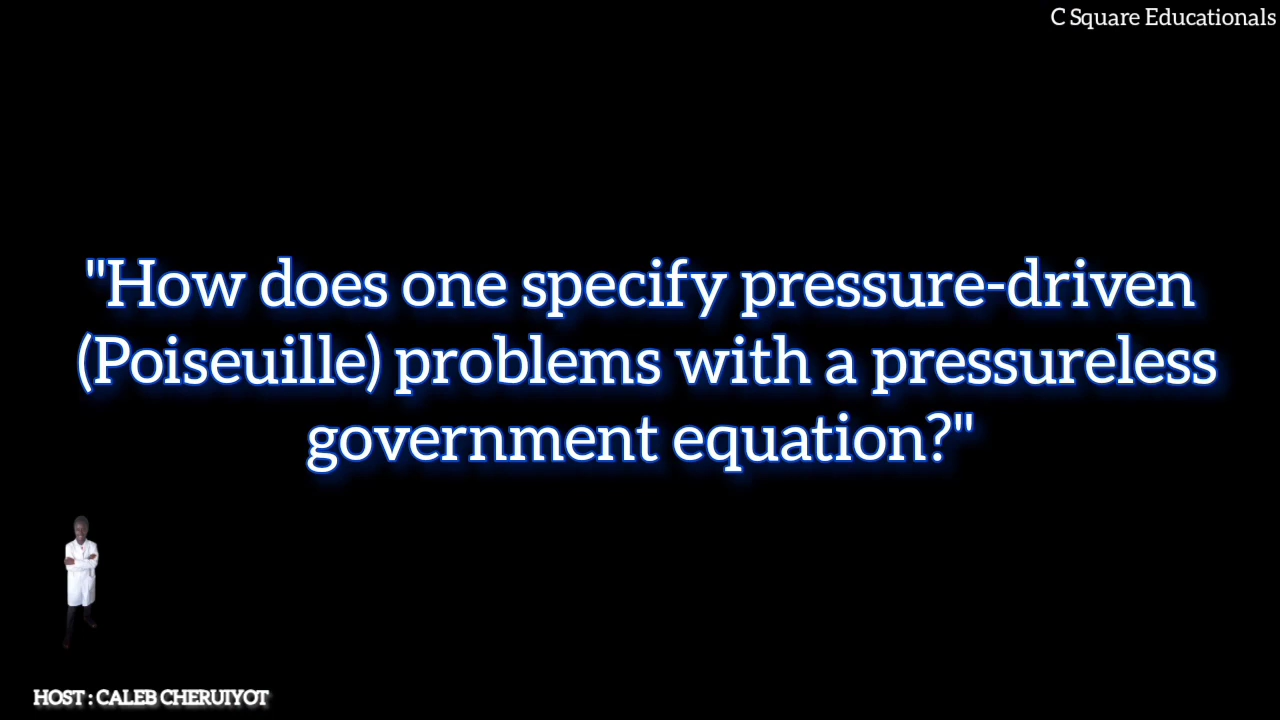 C Square Educationals
"How does one specify pressure-driven
(Poiseuille) problems with a pressureless
government equation?"
HOST : CALEB CHERUIYOT